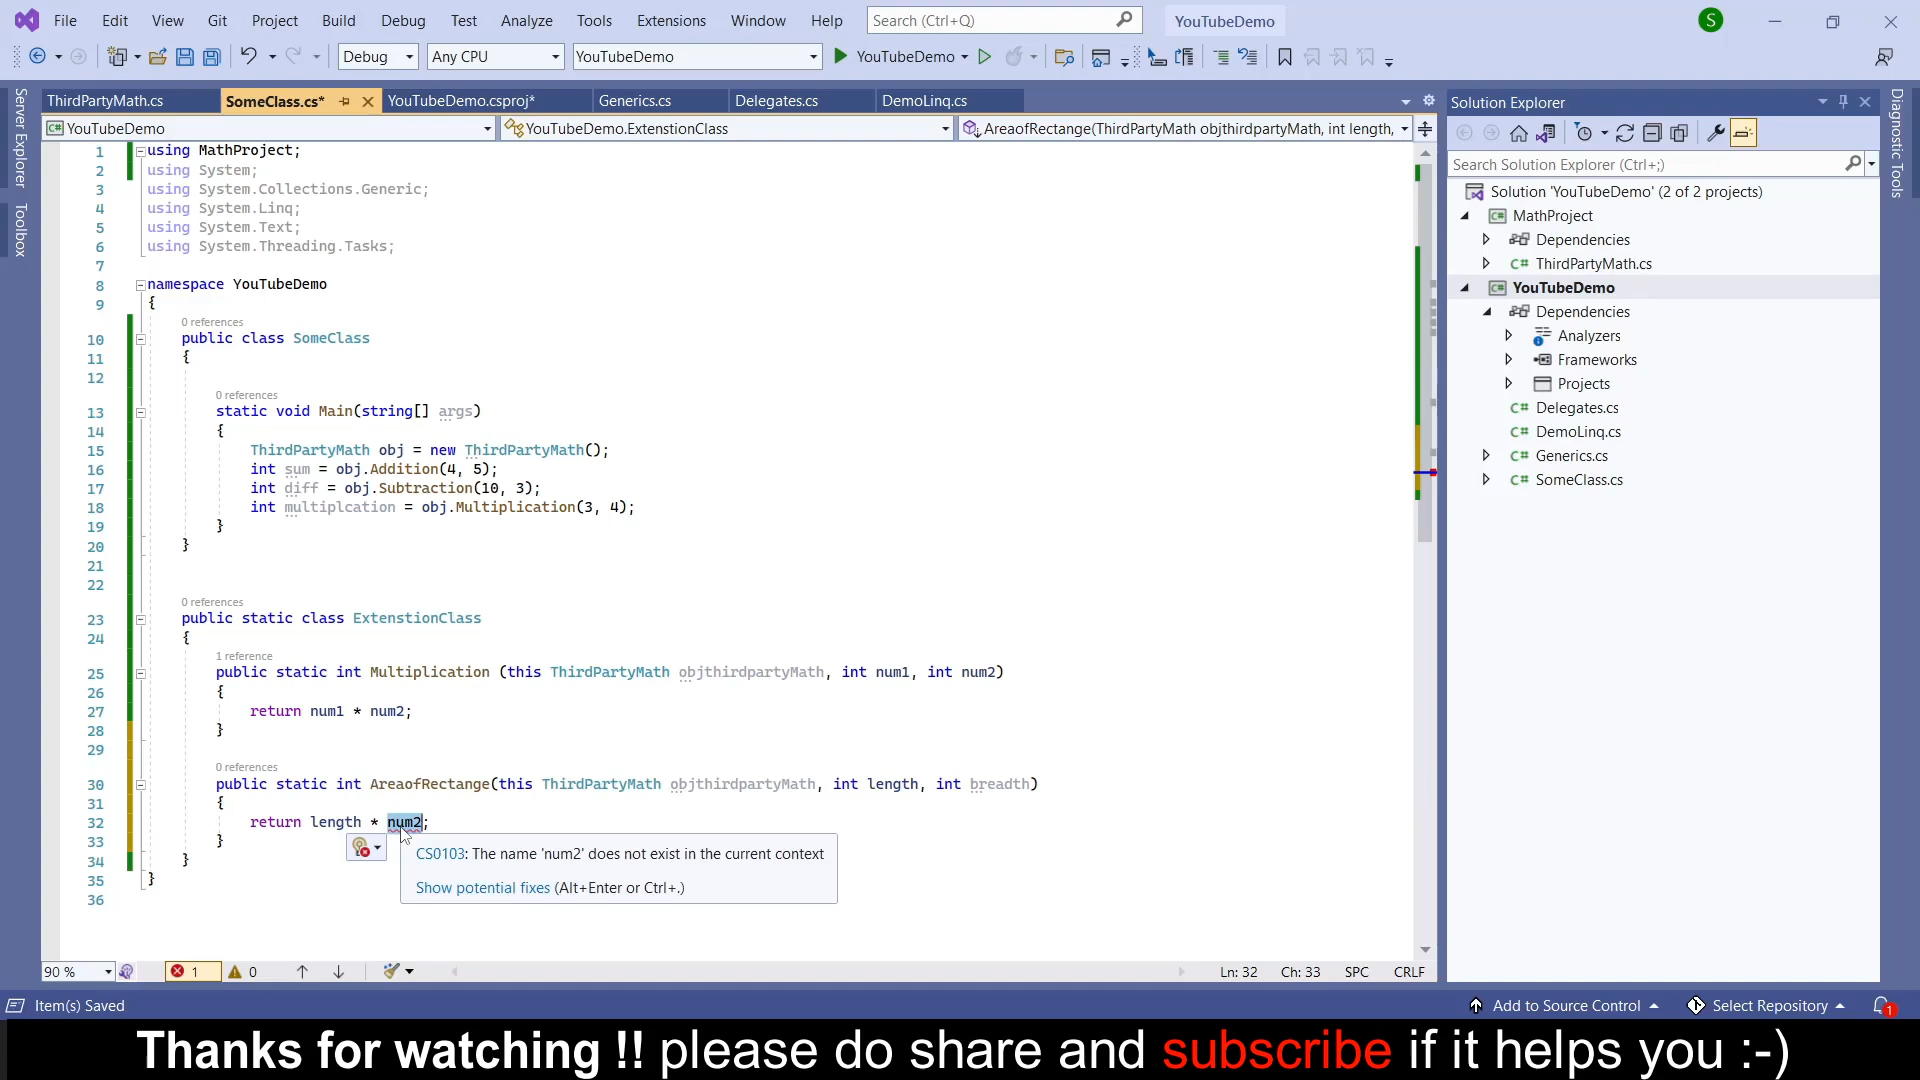 File Edit View Git Project Build Debug Test Analyze Tools Extensions Window Help Search (Ctrl+Q) YouTubeDemo S
Debug Any CPU YouTubeDemo YouTubeDemo
Server Explorer
Toolbox
ThirdPartyMath.cs SomeClass.cs* YouTubeDemo.csproj* Generics.cs Delegates.cs DemoLinq.cs
YouTubeDemo YouTubeDemo.ExtenstionClass AreaofRectange(ThirdPartyMath objthirdpartyMath, int length,
1 using MathProject;
2 using System;
3 using System.Collections.Generic;
4 using System.Linq;
5 using System.Text;
6 using System.Threading.Tasks;
7
8 namespace YouTubeDemo
9 {
0 references
10 public class SomeClass
11 {
12
0 references
13 static void Main(string[] args)
14 {
15 ThirdPartyMath obj = new ThirdPartyMath();
16 int sum = obj.Addition(4, 5);
17 int diff = obj.Subtraction(10, 3);
18 int multiplcation = obj.Multiplication(3, 4);
19 }
20 }
21
22
0 references
23 public static class ExtenstionClass
24 {
1 reference
25 public static int Multiplication (this ThirdPartyMath objthirdpartyMath, int num1, int num2)
26 {
27 return num1 * num2;
28 }
29
0 references
30 public static int AreaofRectange(this ThirdPartyMath objthirdpartyMath, int length, int breadth)
31 {
32 return length * num2;
33 }
34 }
35 }
36
CS0103: The name 'num2' does not exist in the current context
Show potential fixes (Alt+Enter or Ctrl+.)
90 % 1 0 Ln: 32 Ch: 33 SPC CRLF
Solution Explorer
Search Solution Explorer (Ctrl+;)
Solution 'YouTubeDemo' (2 of 2 projects)
C# MathProject
Dependencies
C# ThirdPartyMath.cs
C# YouTubeDemo
Dependencies
Analyzers
Frameworks
Projects
C# Delegates.cs
C# DemoLinq.cs
C# Generics.cs
C# SomeClass.cs
Diagnostic Tools
Item(s) Saved Add to Source Control Select Repository 1
Thanks for watching !! please do share and subscribe if it helps you :-)